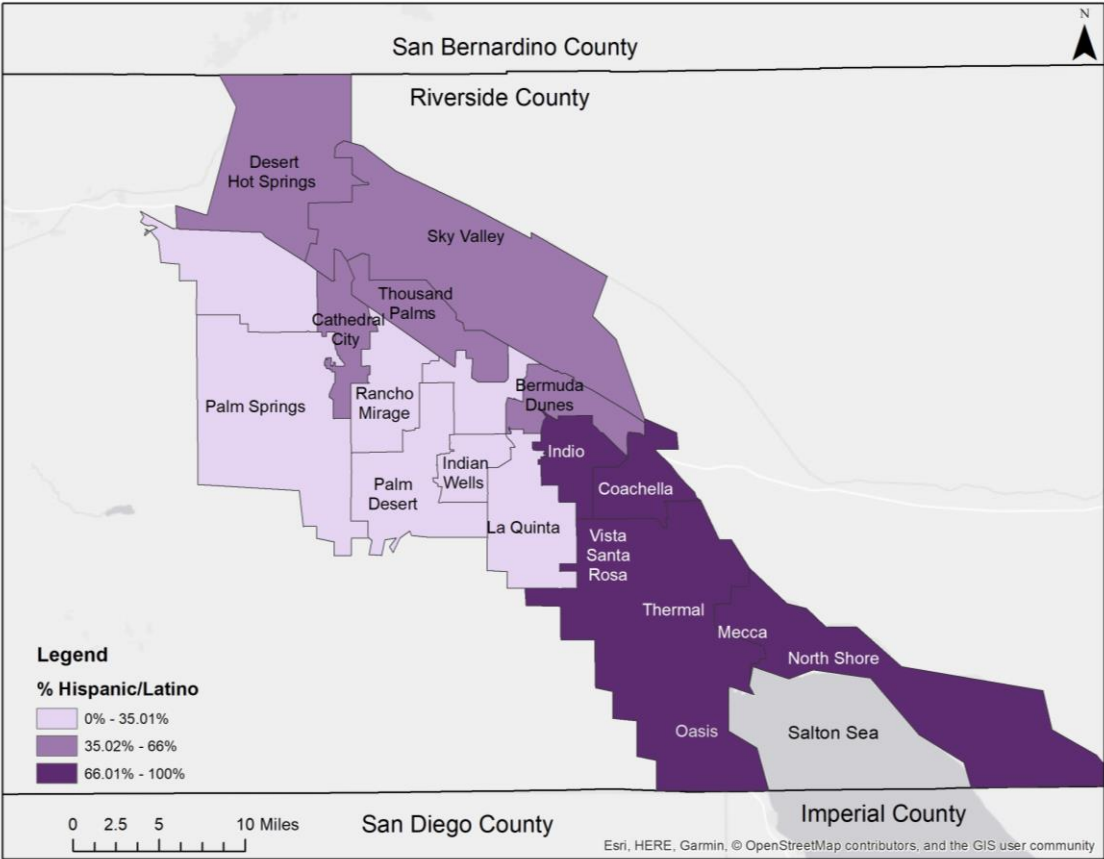 N
San Bernardino County
Riverside County
Desert
Hot Springs
Sky Valley
Thousand
Palms
Cathedral
City
Bermuda
Dunes
Rancho
Mirage
Palm Springs
Indio
Indian
Wells
Coachella
Palm
Desert
La Quinta
Vista
Santa
Rosa
Thermal
Mecca
North Shore
Oasis
Salton Sea
Legend
% Hispanic/Latino
0% - 35.01%
35.02% - 66%
66.01% - 100%
0 2.5 5 10 Miles
San Diego County
Imperial County
Esri, HERE, Garmin, © OpenStreetMap contributors, and the GIS user community